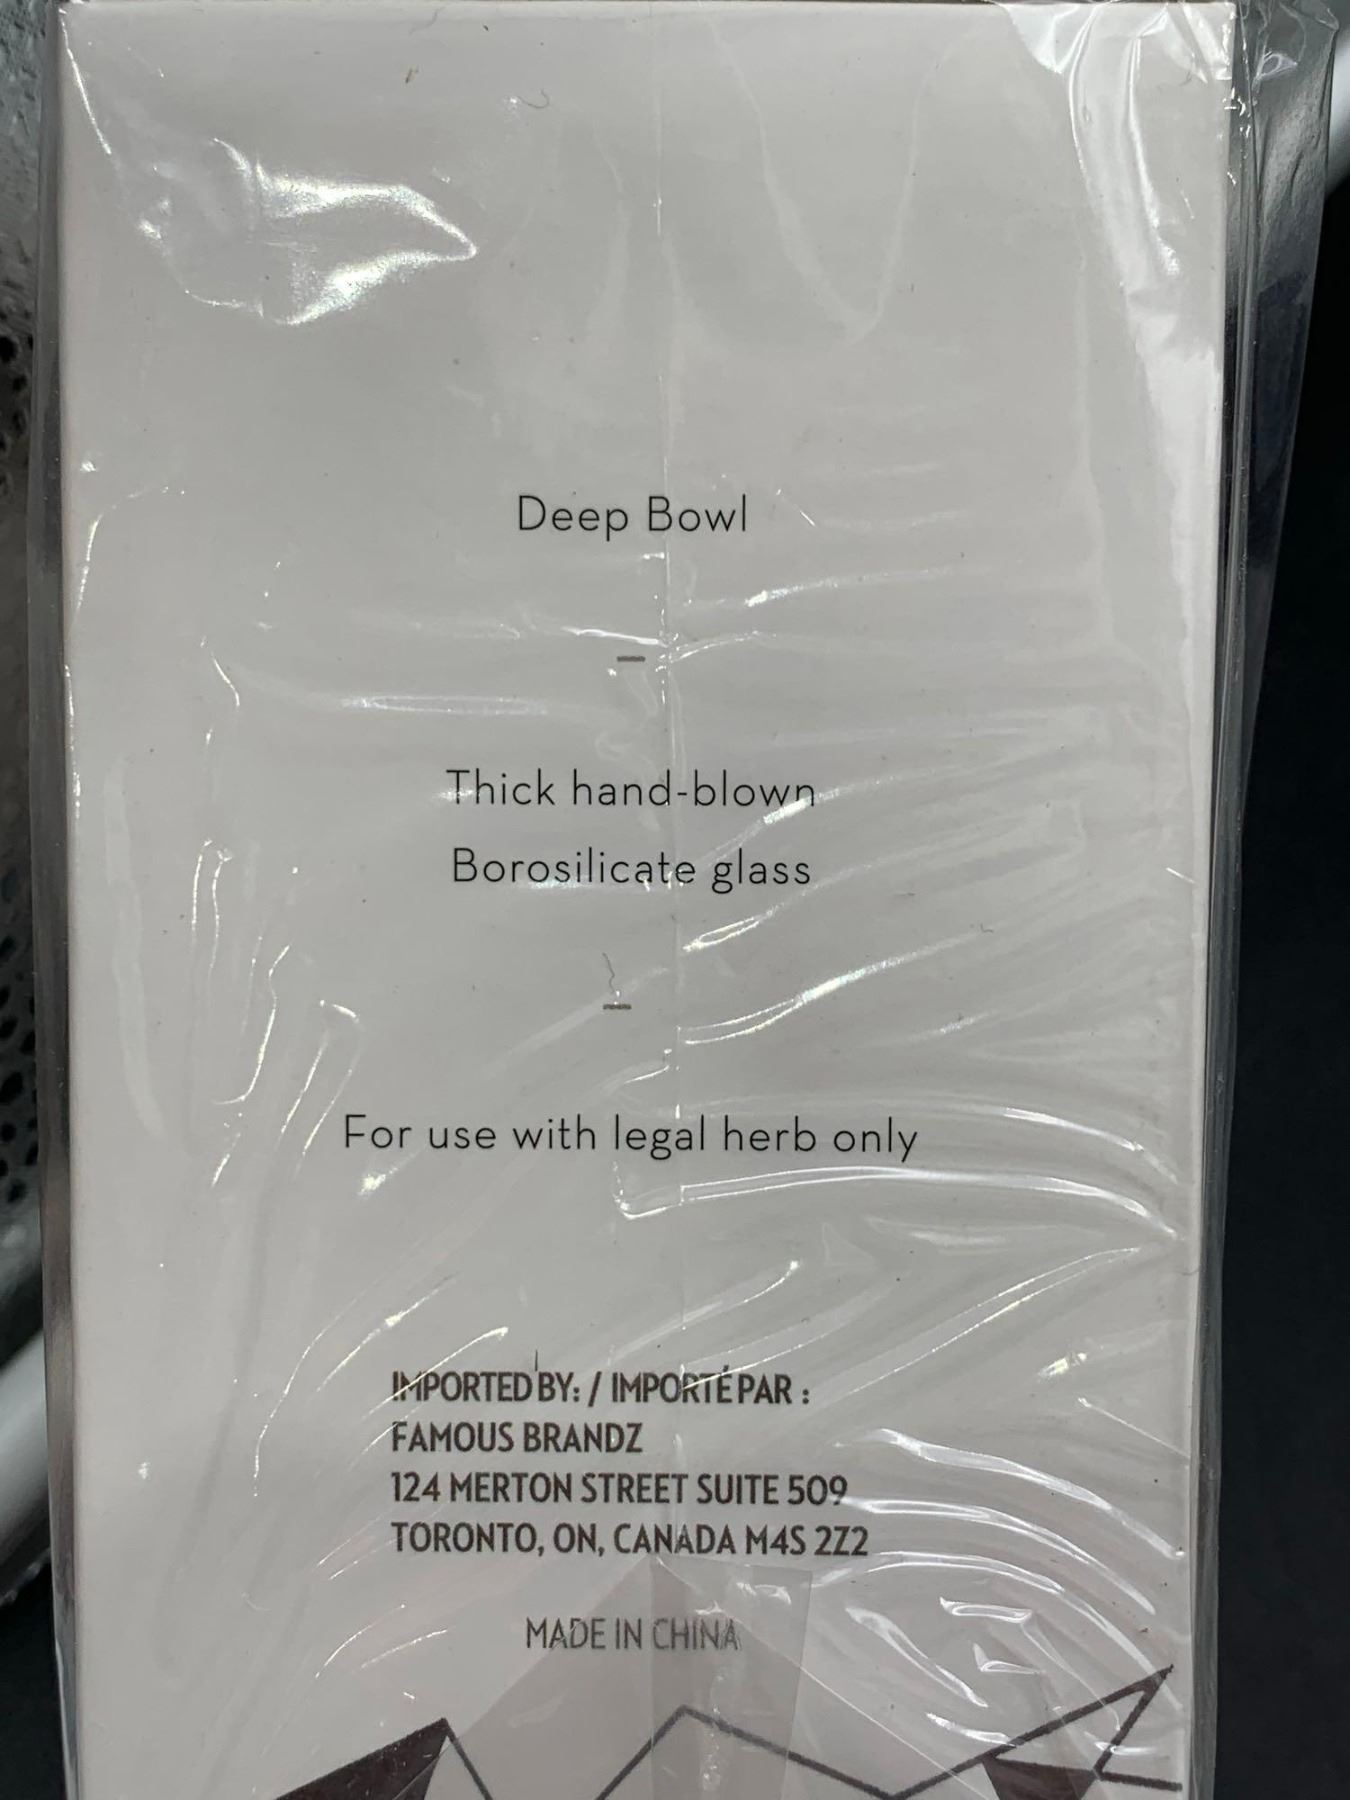 Deep Bowl
–
Thick hand-blown
Borosilicate glass
–
For use with legal herb only
IMPORTED BY: / IMPORTÉ PAR :
FAMOUS BRANDZ
124 MERTON STREET SUITE 509
TORONTO, ON, CANADA M4S 2Z2
MADE IN CHINA